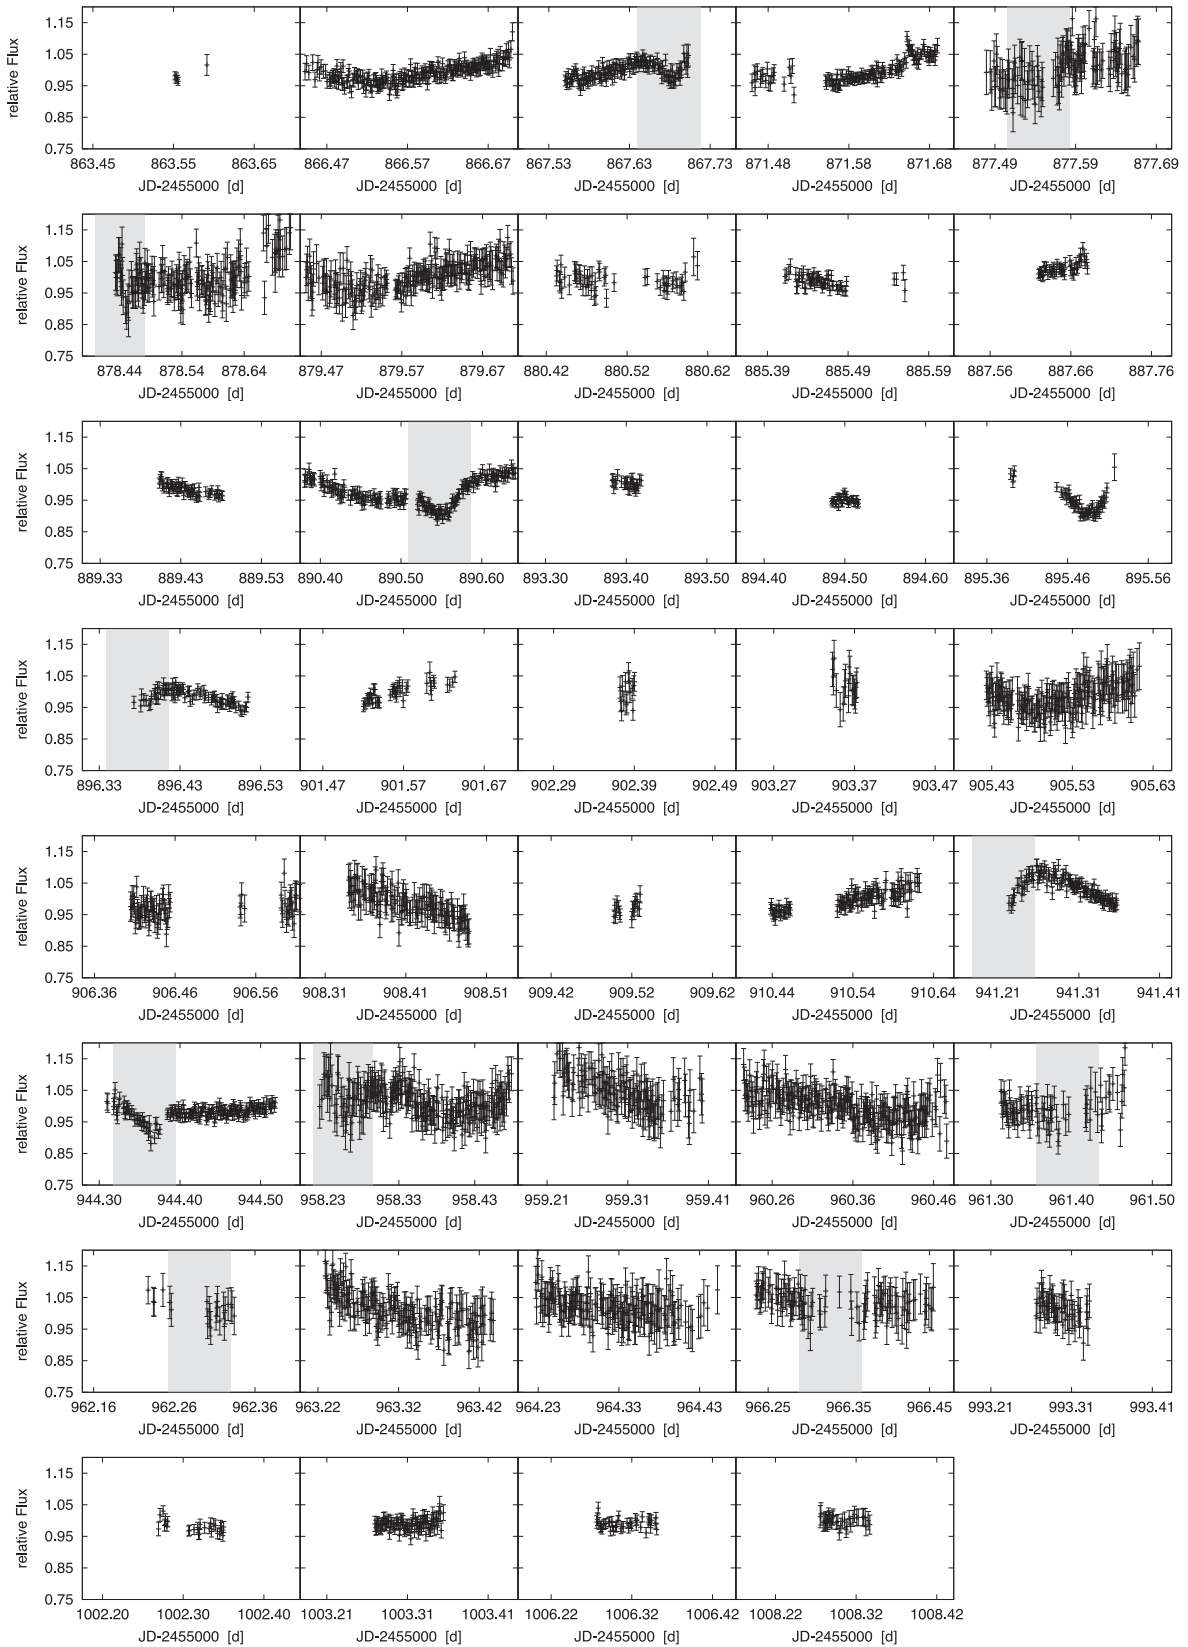 1.15
1.05
0.95
0.85
0.75
relative Flux
863.45 863.55 863.65 866.47 866.57 866.67 867.53 867.63 867.73 871.48 871.58 871.68 877.49 877.59 877.69
JD-2455000 [d] JD-2455000 [d] JD-2455000 [d] JD-2455000 [d] JD-2455000 [d]
1.15
1.05
0.95
0.85
0.75
relative Flux
878.44 878.54 878.64 879.47 879.57 879.67 880.42 880.52 880.62 885.39 885.49 885.59 887.56 887.66 887.76
JD-2455000 [d] JD-2455000 [d] JD-2455000 [d] JD-2455000 [d] JD-2455000 [d]
1.15
1.05
0.95
0.85
0.75
relative Flux
889.33 889.43 889.53 890.40 890.50 890.60 893.30 893.40 893.50 894.40 894.50 894.60 895.36 895.46 895.56
JD-2455000 [d] JD-2455000 [d] JD-2455000 [d] JD-2455000 [d] JD-2455000 [d]
1.15
1.05
0.95
0.85
0.75
relative Flux
896.33 896.43 896.53 901.47 901.57 901.67 902.29 902.39 902.49 903.27 903.37 903.47 905.43 905.53 905.63
JD-2455000 [d] JD-2455000 [d] JD-2455000 [d] JD-2455000 [d] JD-2455000 [d]
1.15
1.05
0.95
0.85
0.75
relative Flux
906.36 906.46 906.56 908.31 908.41 908.51 909.42 909.52 909.62 910.44 910.54 910.64 941.21 941.31 941.41
JD-2455000 [d] JD-2455000 [d] JD-2455000 [d] JD-2455000 [d] JD-2455000 [d]
1.15
1.05
0.95
0.85
0.75
relative Flux
944.30 944.40 944.50 958.23 958.33 958.43 959.21 959.31 959.41 960.26 960.36 960.46 961.30 961.40 961.50
JD-2455000 [d] JD-2455000 [d] JD-2455000 [d] JD-2455000 [d] JD-2455000 [d]
1.15
1.05
0.95
0.85
0.75
relative Flux
962.16 962.26 962.36 963.22 963.32 963.42 964.23 964.33 964.43 966.25 966.35 966.45 993.21 993.31 993.41
JD-2455000 [d] JD-2455000 [d] JD-2455000 [d] JD-2455000 [d] JD-2455000 [d]
1.15
1.05
0.95
0.85
0.75
relative Flux
1002.20 1002.30 1002.40 1003.21 1003.31 1003.41 1006.22 1006.32 1006.42 1008.22 1008.32 1008.42
JD-2455000 [d] JD-2455000 [d] JD-2455000 [d] JD-2455000 [d]